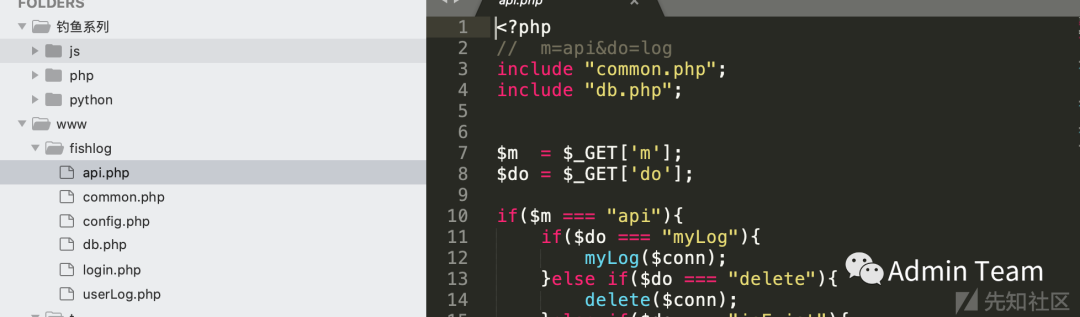 FOLDERS
钓鱼系列
js
php
python
www
fishlog
api.php
common.php
config.php
db.php
login.php
userLog.php
api.php ×
1 <?php
2 // m=api&do=log
3 include "common.php";
4 include "db.php";
5
6
7 $m = $_GET['m'];
8 $do = $_GET['do'];
9
10 if($m === "api"){
11 if($do === "myLog"){
12 myLog($conn);
13 }else if($do === "delete"){
14 delete($conn);
Admin Team
先知社区